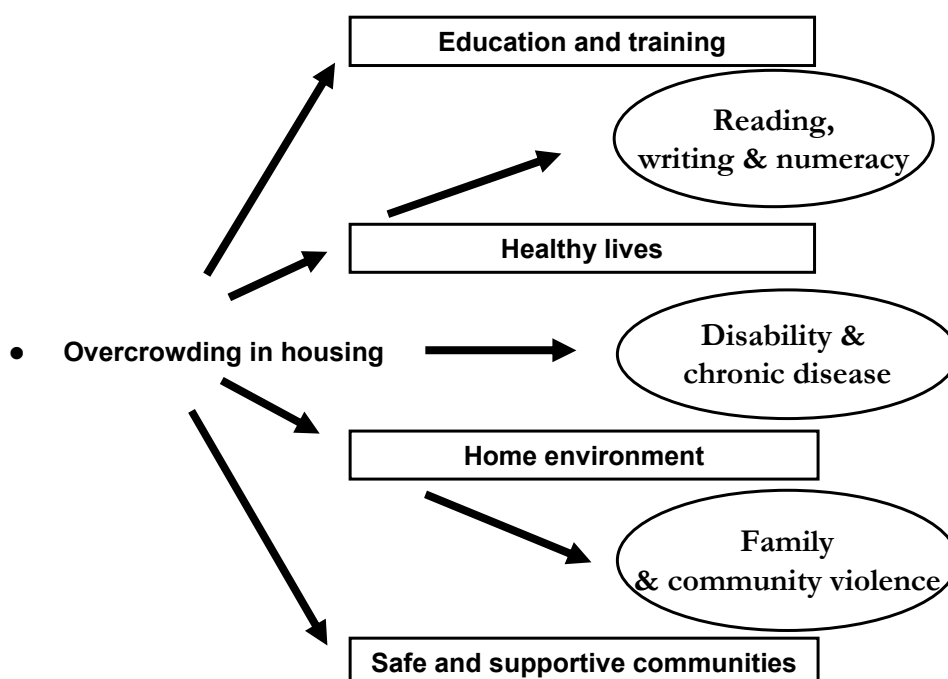 Education and training
Reading,
writing & numeracy
Healthy lives
• Overcrowding in housing
Disability &
chronic disease
Home environment
Family
& community violence
Safe and supportive communities